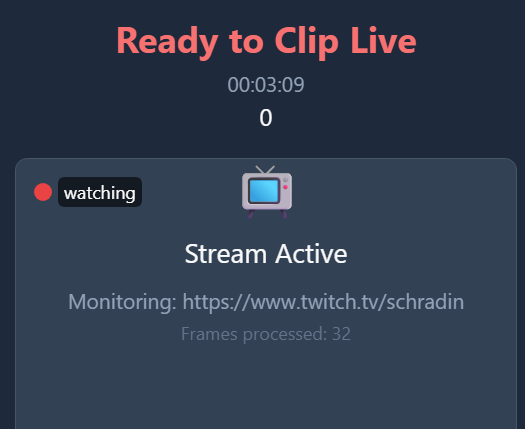 Ready to Clip Live
00:03:09
0
watching
Stream Active
Monitoring: https://www.twitch.tv/schradin
Frames processed: 32